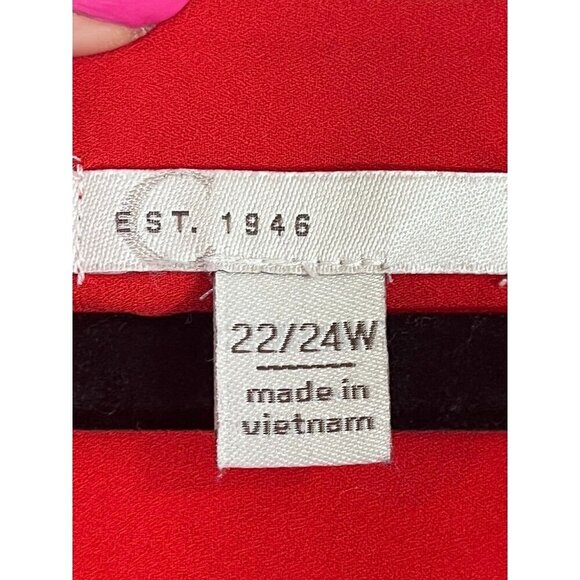 C
EST. 1946
22/24W
made in
vietnam